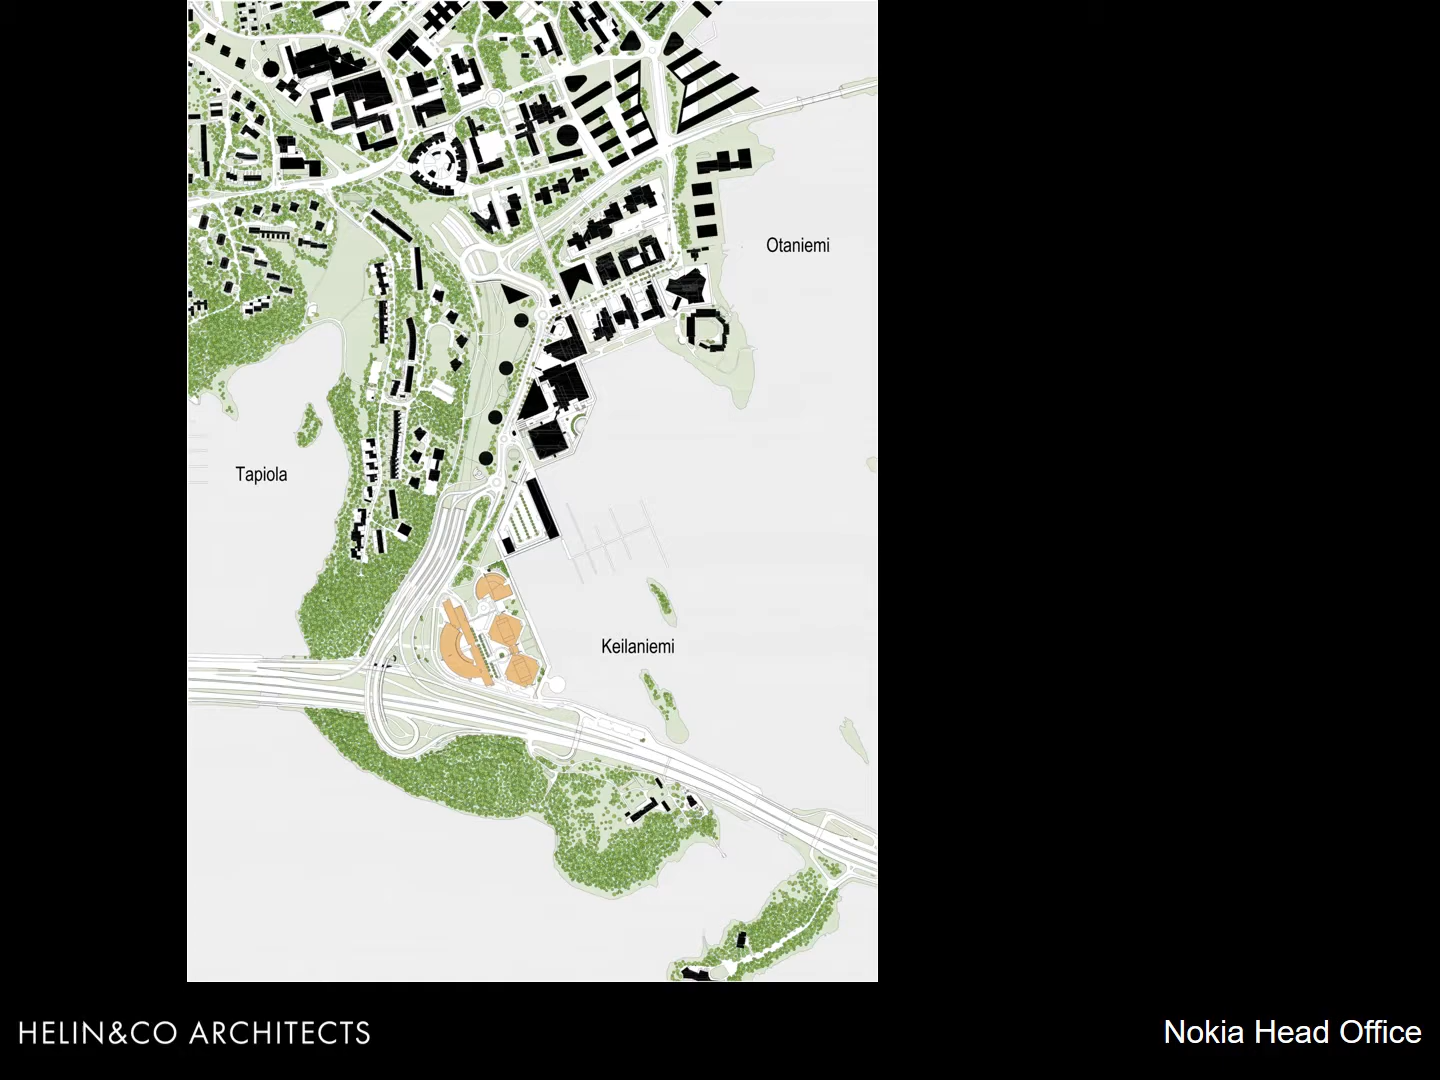 Otaniemi
Tapiola
Keilaniemi
HELIN&CO ARCHITECTS
Nokia Head Office